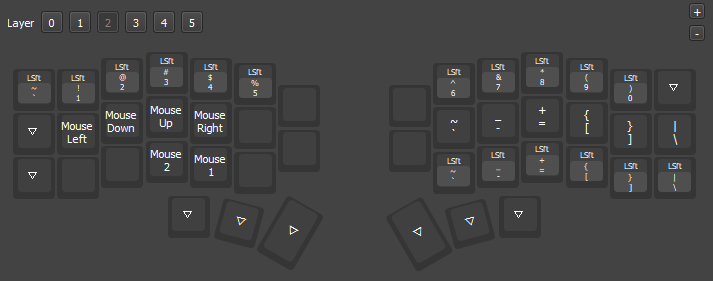 Layer 0 1 2 3 4 5
+
-
LSft
~
`
LSft
!
1
LSft
@
2
LSft
#
3
LSft
$
4
LSft
%
5
LSft
^
6
LSft
&
7
LSft
*
8
LSft
(
9
LSft
)
0
Mouse
Left
Mouse
Down
Mouse
Up
Mouse
Right
~
`
_
-
+
=
{
[
}
]
|
\
Mouse
2
Mouse
1
LSft
~
`
LSft
_
-
LSft
+
=
LSft
{
[
LSft
}
]
LSft
|
\